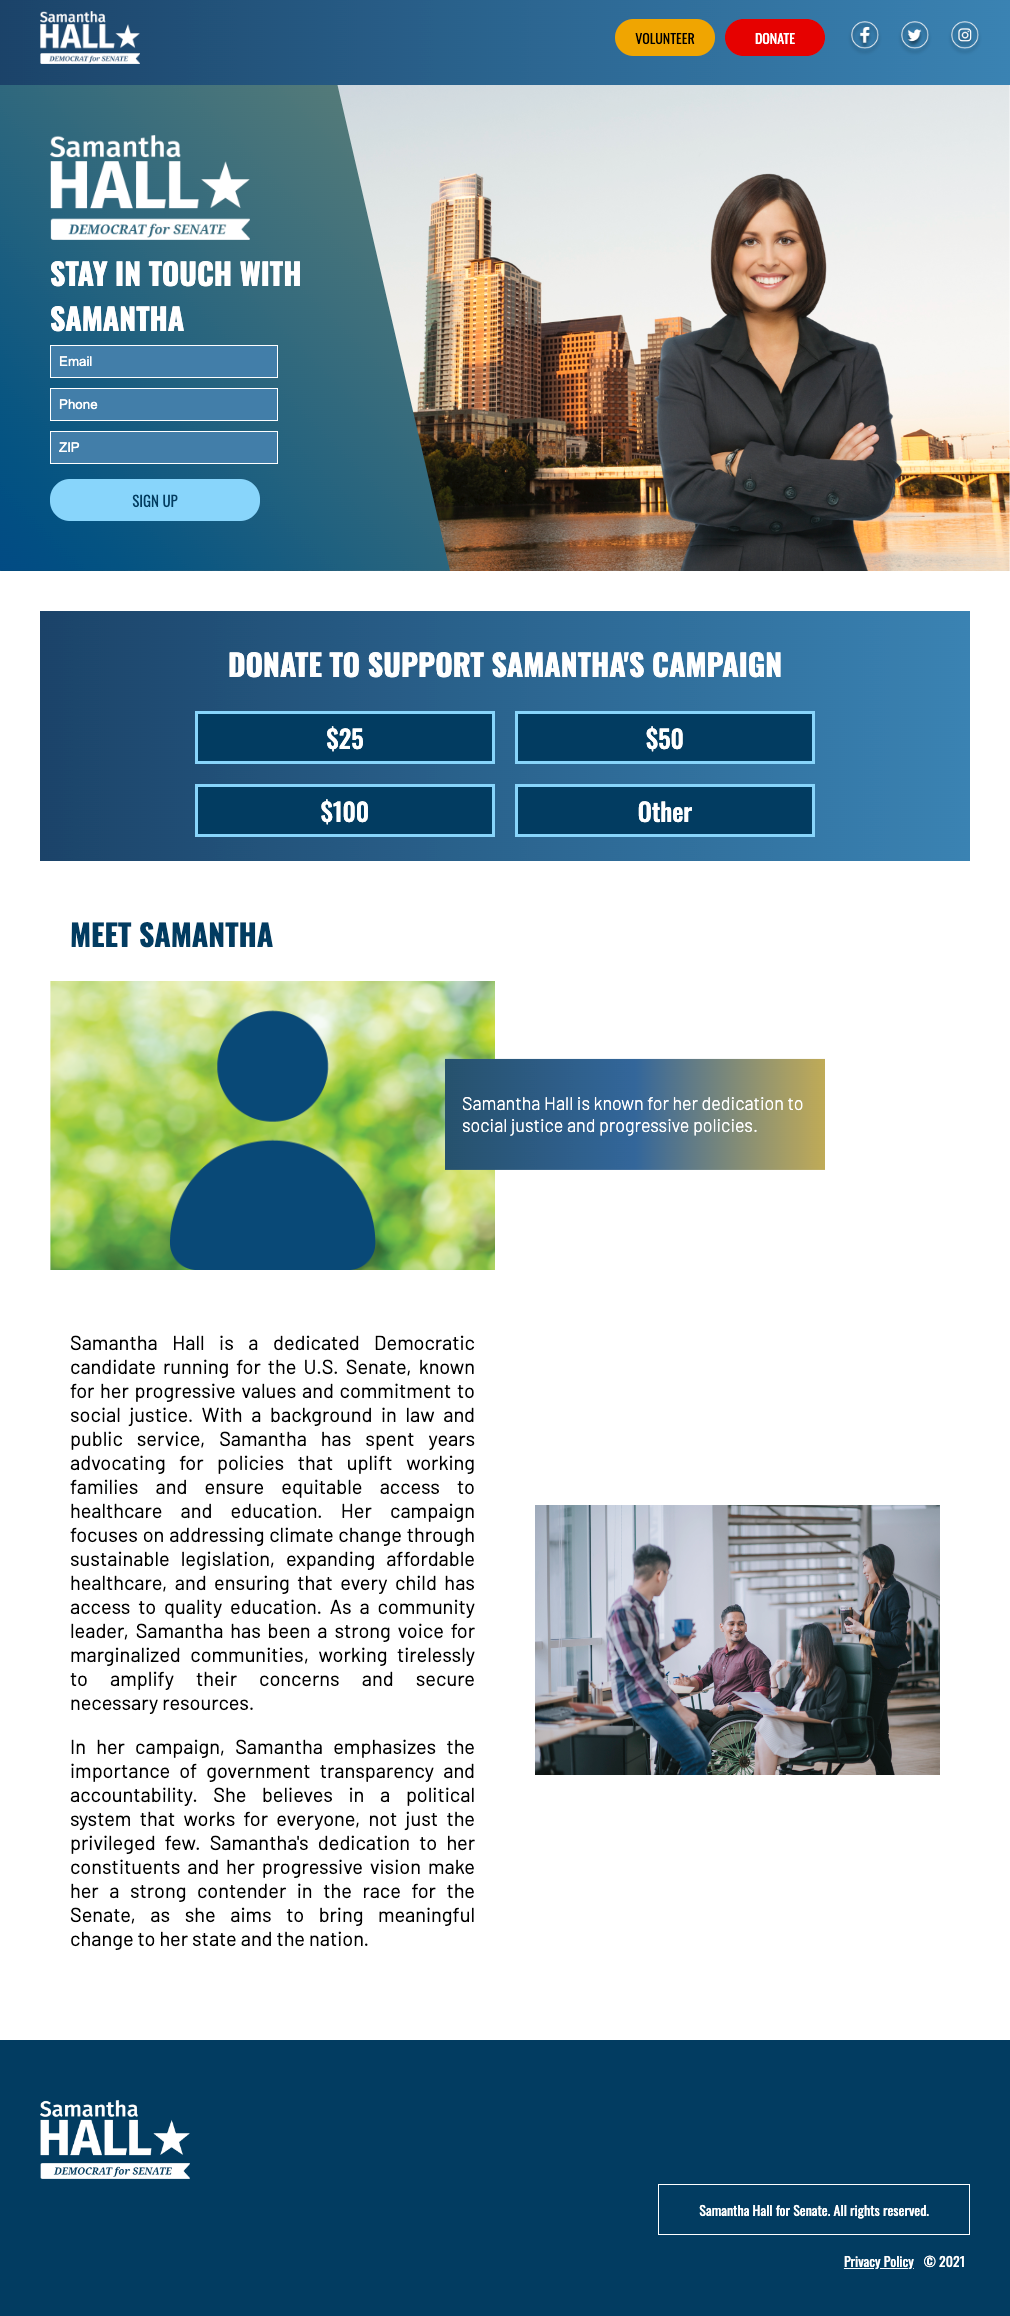 Samantha
HALL
DEMOCRAT for SENATE
VOLUNTEER
DONATE
Samantha
HALL
DEMOCRAT for SENATE
STAY IN TOUCH WITH
SAMANTHA
Email
Phone
ZIP
SIGN UP
DONATE TO SUPPORT SAMANTHA'S CAMPAIGN
$25
$50
$100
Other
MEET SAMANTHA
Samantha Hall is known for her dedication to
social justice and progressive policies.
Samantha Hall is a dedicated Democratic
candidate running for the U.S. Senate, known
for her progressive values and commitment to
social justice. With a background in law and
public service, Samantha has spent years
advocating for policies that uplift working
families and ensure equitable access to
healthcare and education. Her campaign
focuses on addressing climate change through
sustainable legislation, expanding affordable
healthcare, and ensuring that every child has
access to quality education. As a community
leader, Samantha has been a strong voice for
marginalized communities, working tirelessly
to amplify their concerns and secure
necessary resources.
In her campaign, Samantha emphasizes the
importance of government transparency and
accountability. She believes in a political
system that works for everyone, not just the
privileged few. Samantha's dedication to her
constituents and her progressive vision make
her a strong contender in the race for the
Senate, as she aims to bring meaningful
change to her state and the nation.
Samantha
HALL
DEMOCRAT for SENATE
Samantha Hall for Senate. All rights reserved.
Privacy Policy © 2021